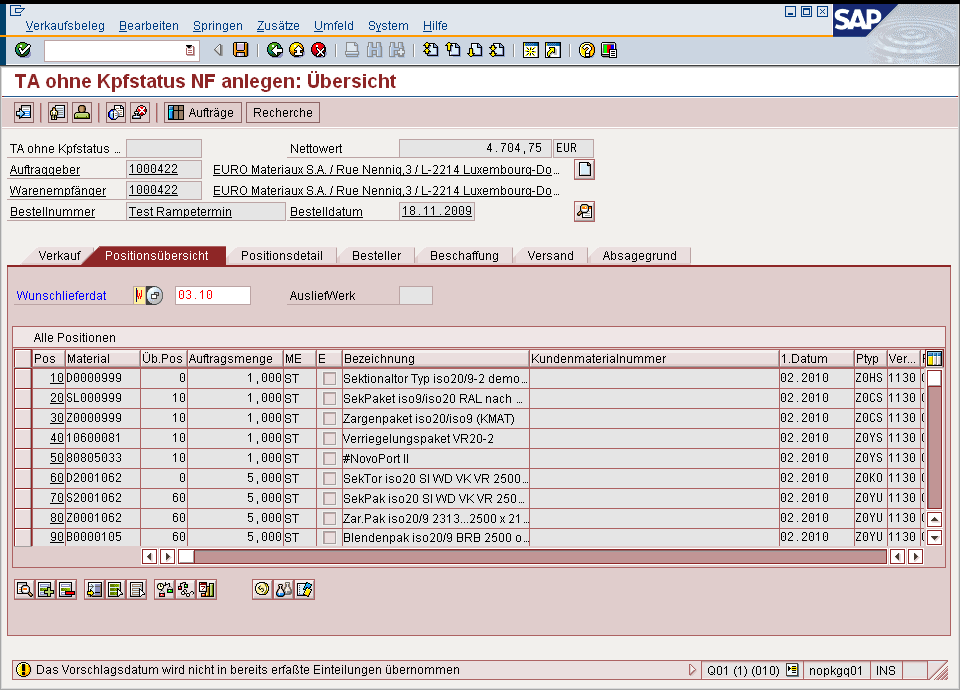 Verkaufsbeleg Bearbeiten Springen Zusätze Umfeld System Hilfe
SAP
TA ohne Kpfstatus NF anlegen: Übersicht
Aufträge Recherche
TA ohne Kpfstatus ... Nettowert 4.704,75 EUR
Auftraggeber 1000422 EURO Materiaux S.A. / Rue Nennig,3 / L-2214 Luxembourg-Do...
Warenempfänger 1000422 EURO Materiaux S.A. / Rue Nennig,3 / L-2214 Luxembourg-Do...
Bestellnummer Test Rampetermin Bestelldatum 18.11.2009
Verkauf Positionsübersicht Positionsdetail Besteller Beschaffung Versand Absagegrund
Wunschlieferdat W 03.10 AusliefWerk
Alle Positionen
Pos Material Üb.Pos Auftragsmenge ME E Bezeichnung Kundenmaterialnummer 1.Datum Ptyp Ver...
10 D0000999 0 1,000 ST Sektionaltor Typ iso20/9-2 demo... 02.2010 Z0HS 1130
20 SL000999 10 1,000 ST SekPaket iso9/iso20 RAL nach ... 02.2010 Z0CS 1130
30 Z0000999 10 1,000 ST Zargenpaket iso20/iso9 (KMAT) 02.2010 Z0CS 1130
40 10600081 10 1,000 ST Verriegelungspaket VR20-2 02.2010 Z0YS 1130
50 80805033 10 1,000 ST #NovoPort II 02.2010 Z0YS 1130
60 D2001062 0 5,000 ST SekTor iso20 SI WD VK VR 2500... 02.2010 Z0KO 1130
70 S2001062 60 5,000 ST SekPak iso20 SI WD VK VR 250... 02.2010 Z0YU 1130
80 Z0001062 60 5,000 ST Zar.Pak iso20/9 2313...2500 x 21... 02.2010 Z0YU 1130
90 B0000105 60 5,000 ST Blendenpak iso20/9 BRB 2500 o... 02.2010 Z0YU 1130
Das Vorschlagsdatum wird nicht in bereits erfaßte Einteilungen übernommen Q01 (1) (010) nopkgq01 INS